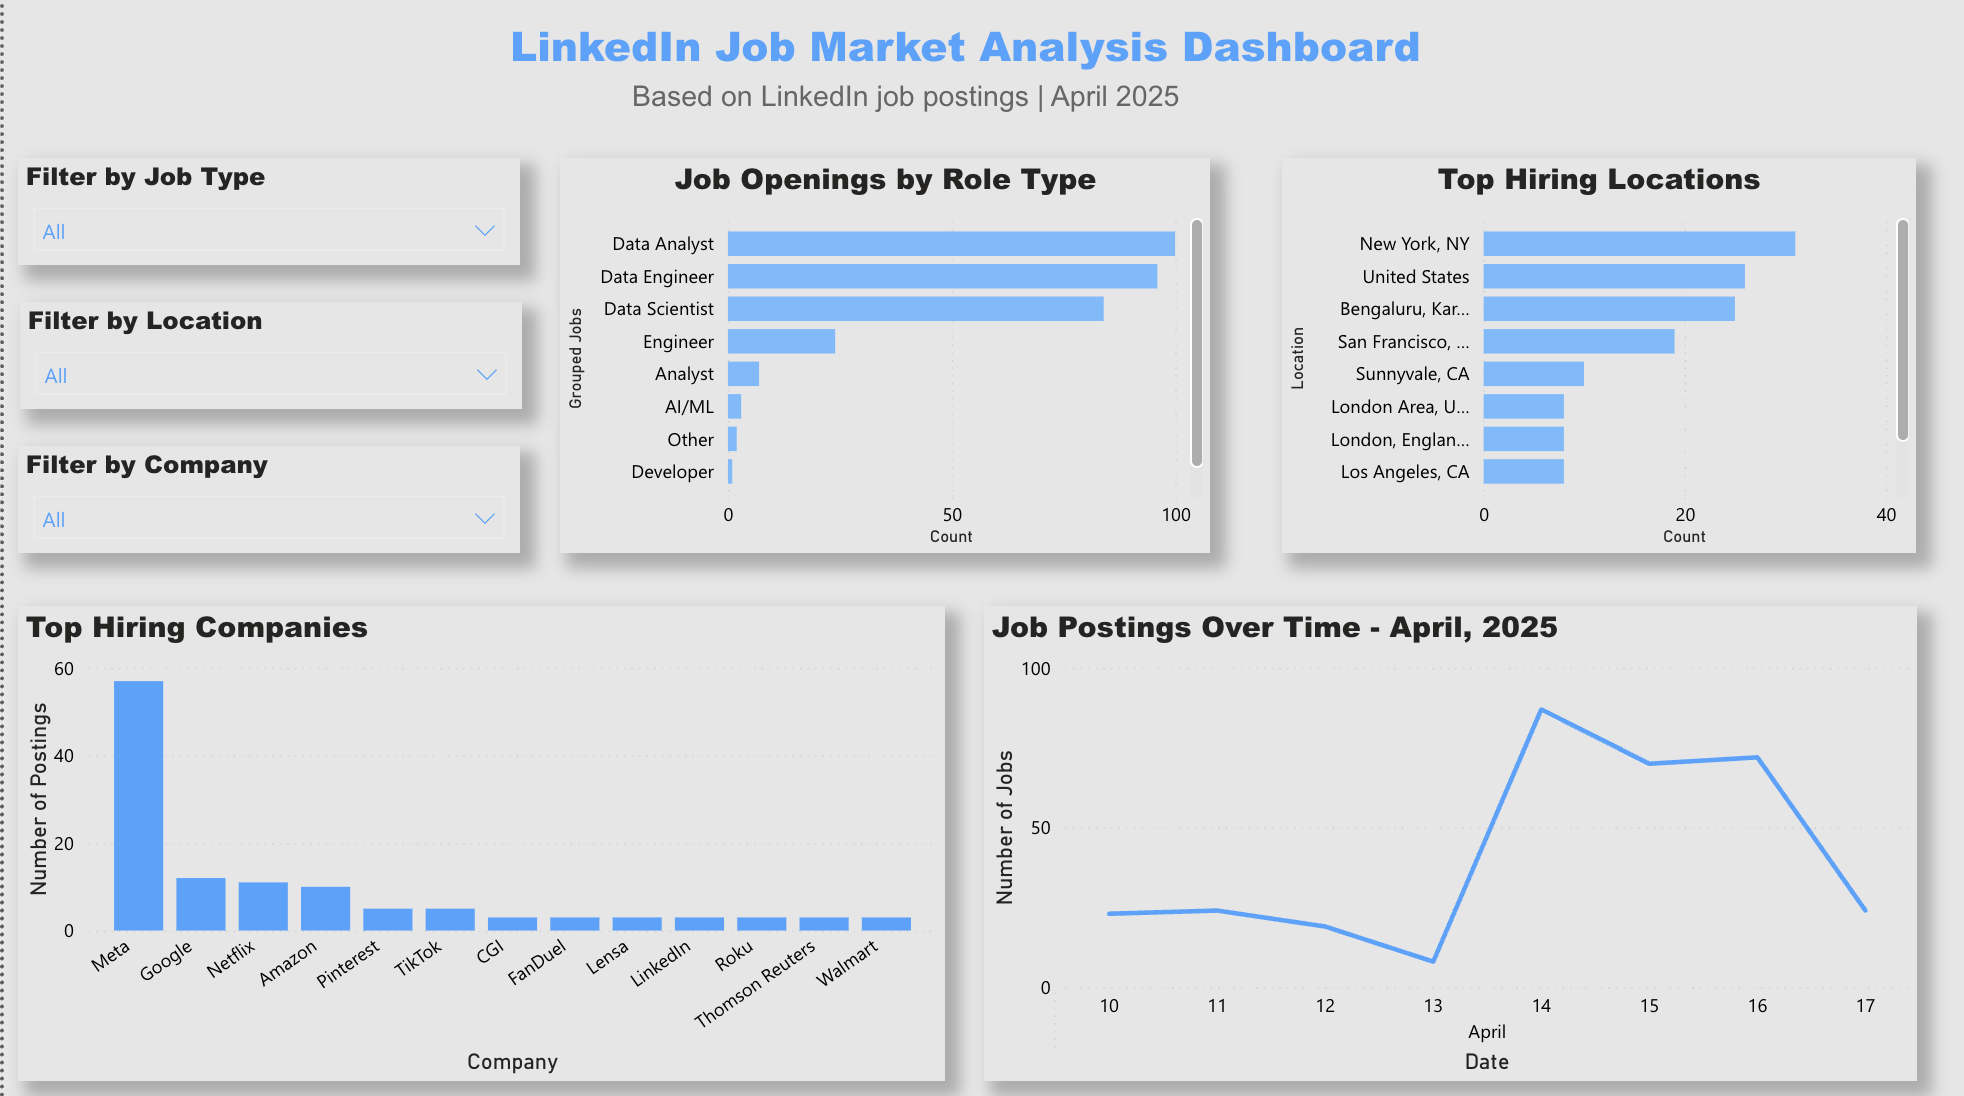 LinkedIn Job Market Analysis Dashboard
Based on LinkedIn job postings | April 2025
Filter by Job Type
All
Filter by Location
All
Filter by Company
All
Job Openings by Role Type
Grouped Jobs
Data Analyst
Data Engineer
Data Scientist
Engineer
Analyst
AI/ML
Other
Developer
0 50 100
Count
Top Hiring Locations
Location
New York, NY
United States
Bengaluru, Kar...
San Francisco, ...
Sunnyvale, CA
London Area, U...
London, Englan...
Los Angeles, CA
0 20 40
Count
Top Hiring Companies
Number of Postings
60
40
20
0
Meta Google Netflix Amazon Pinterest TikTok CGI FanDuel Lensa LinkedIn Roku Thomson Reuters Walmart
Company
Job Postings Over Time - April, 2025
Number of Jobs
100
50
0
10 11 12 13 14 15 16 17
April
Date